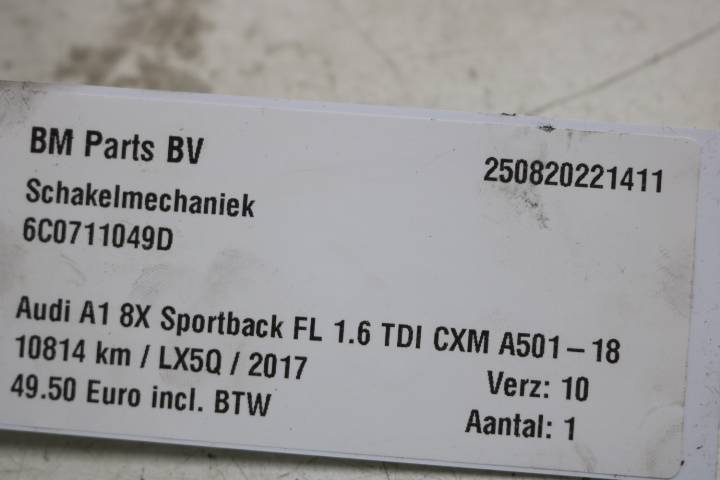 BM Parts BV
250820221411
Schakelmechaniek
6C0711049D
Audi A1 8X Sportback FL 1.6 TDI CXM A501-18
10814 km / LX5Q / 2017
Verz: 10
49.50 Euro incl. BTW
Aantal: 1